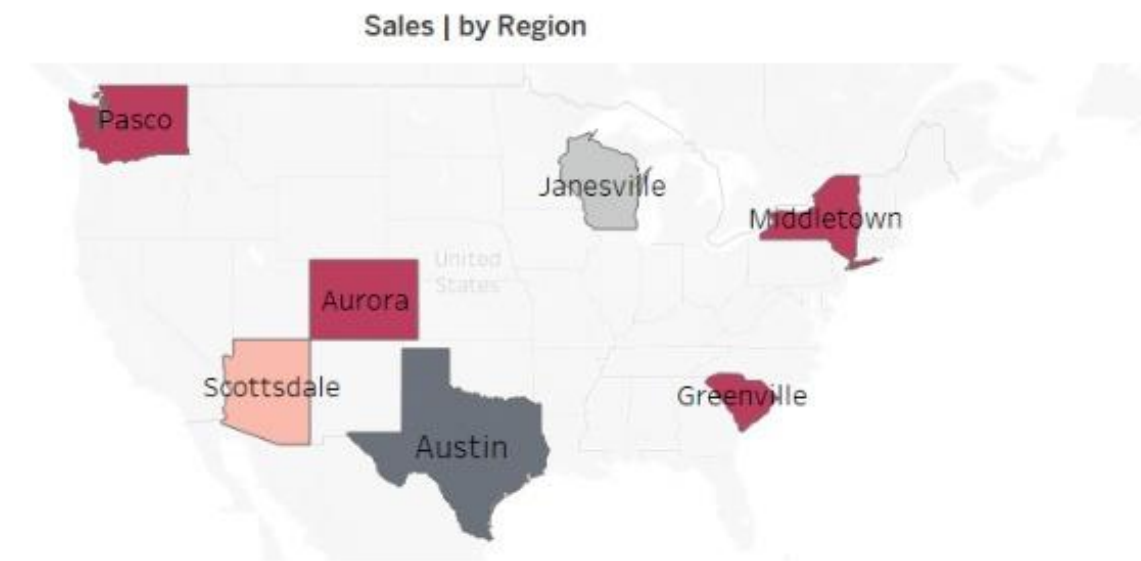 Sales | by Region
Pasco
Janesville
Middletown
United
States
Aurora
Scottsdale
Greenville
Austin